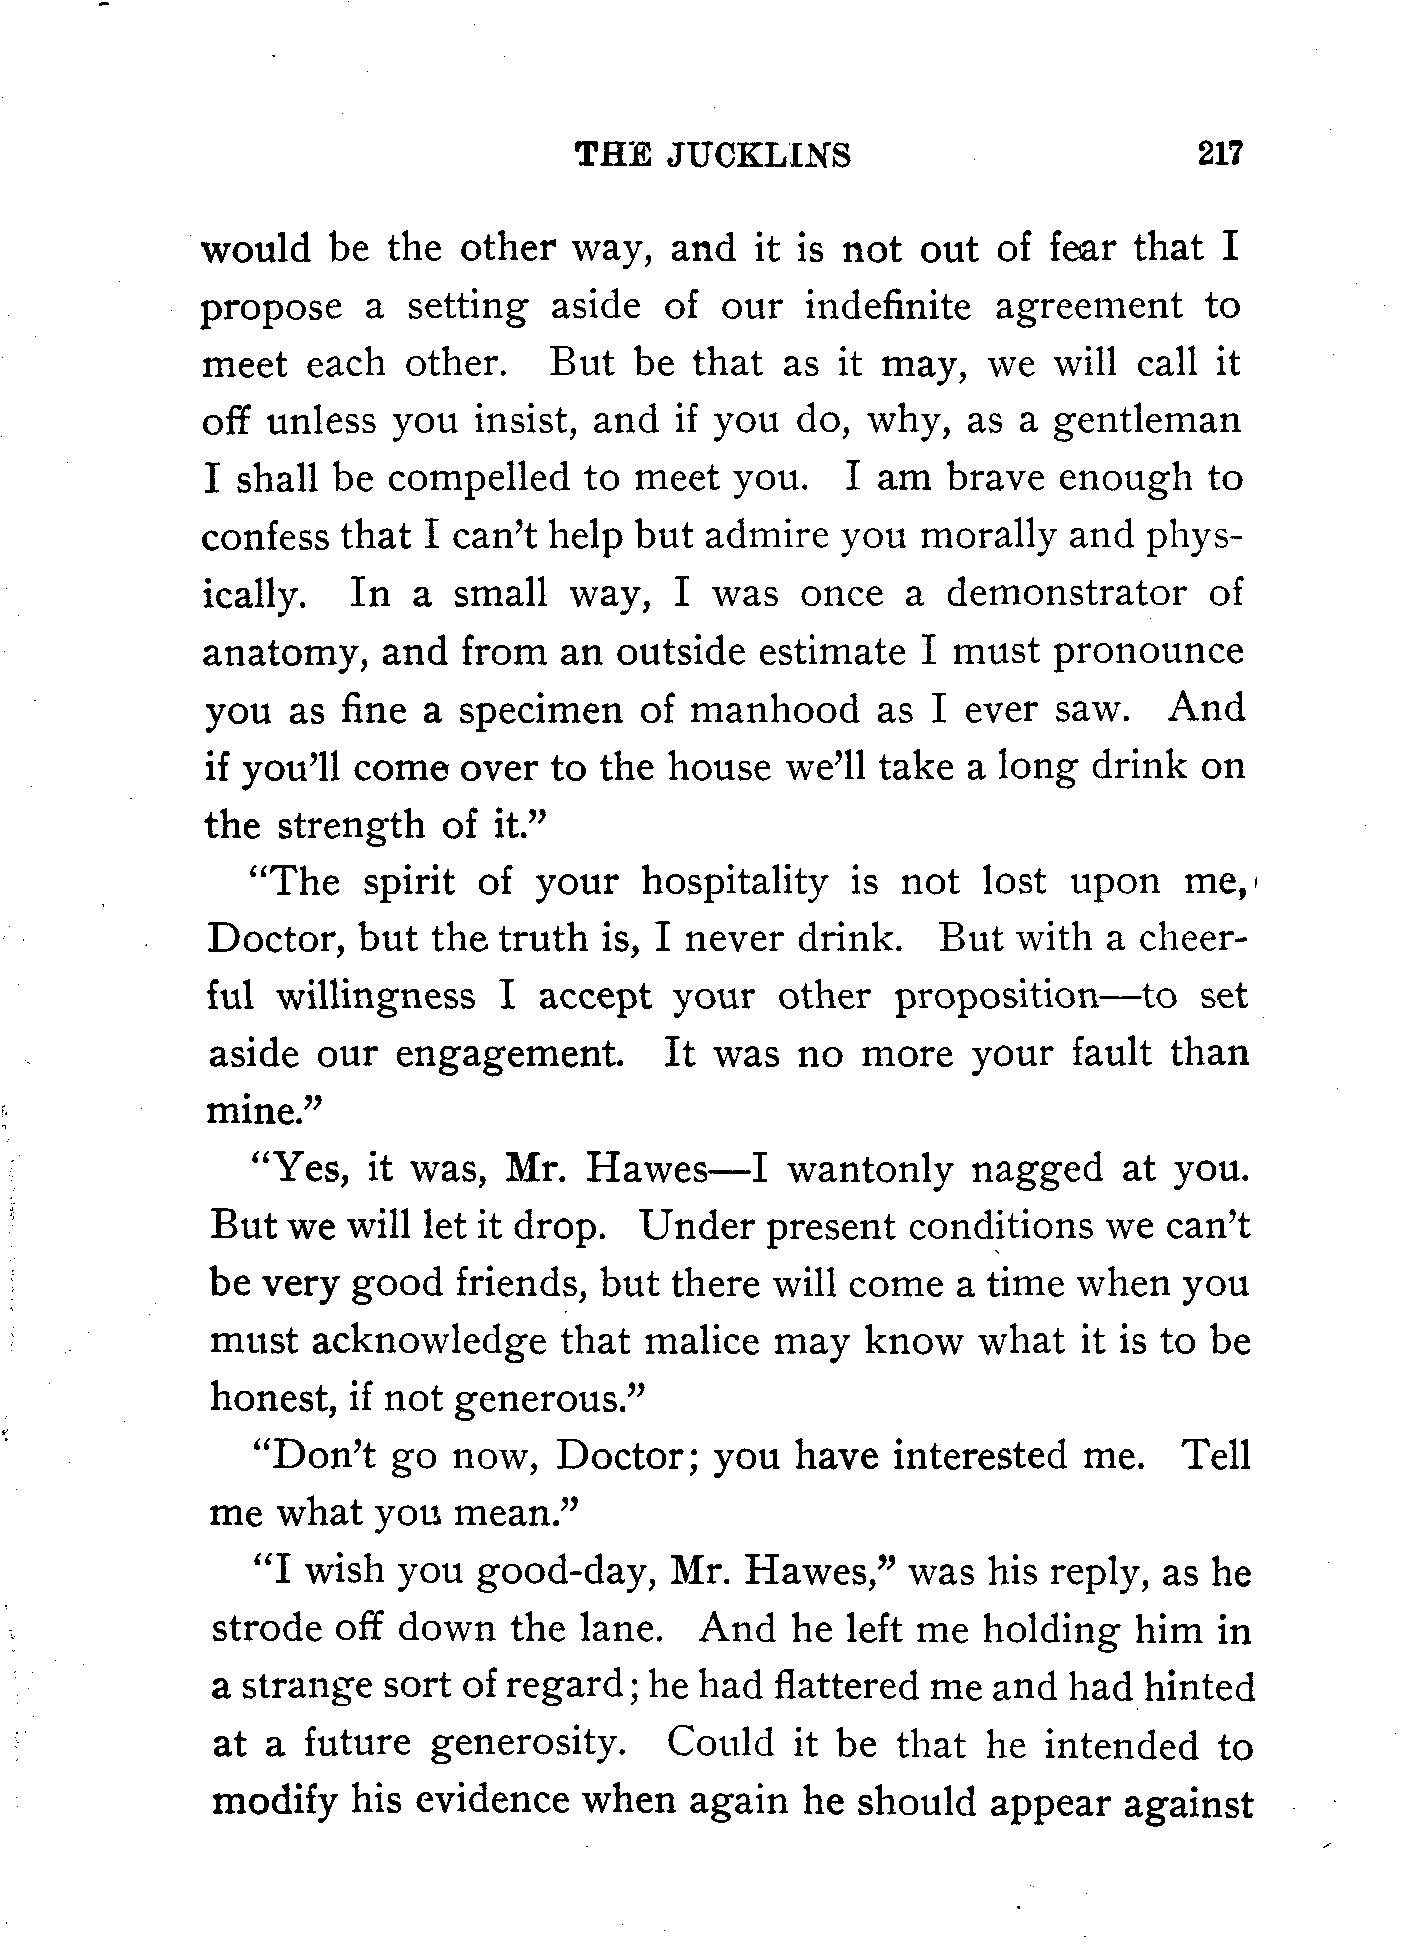 THE JUCKLINS 217
would be the other way, and it is not out of fear that I
propose a setting aside of our indefinite agreement to
meet each other. But be that as it may, we will call it
off unless you insist, and if you do, why, as a gentleman
I shall be compelled to meet you. I am brave enough to
confess that I can't help but admire you morally and phys-
ically. In a small way, I was once a demonstrator of
anatomy, and from an outside estimate I must pronounce
you as fine a specimen of manhood as I ever saw. And
if you'll come over to the house we'll take a long drink on
the strength of it."
"The spirit of your hospitality is not lost upon me,
Doctor, but the truth is, I never drink. But with a cheer-
ful willingness I accept your other proposition—to set
aside our engagement. It was no more your fault than
mine."
"Yes, it was, Mr. Hawes—I wantonly nagged at you.
But we will let it drop. Under present conditions we can't
be very good friends, but there will come a time when you
must acknowledge that malice may know what it is to be
honest, if not generous."
"Don't go now, Doctor; you have interested me. Tell
me what you mean."
"I wish you good-day, Mr. Hawes," was his reply, as he
strode off down the lane. And he left me holding him in
a strange sort of regard; he had flattered me and had hinted
at a future generosity. Could it be that he intended to
modify his evidence when again he should appear against